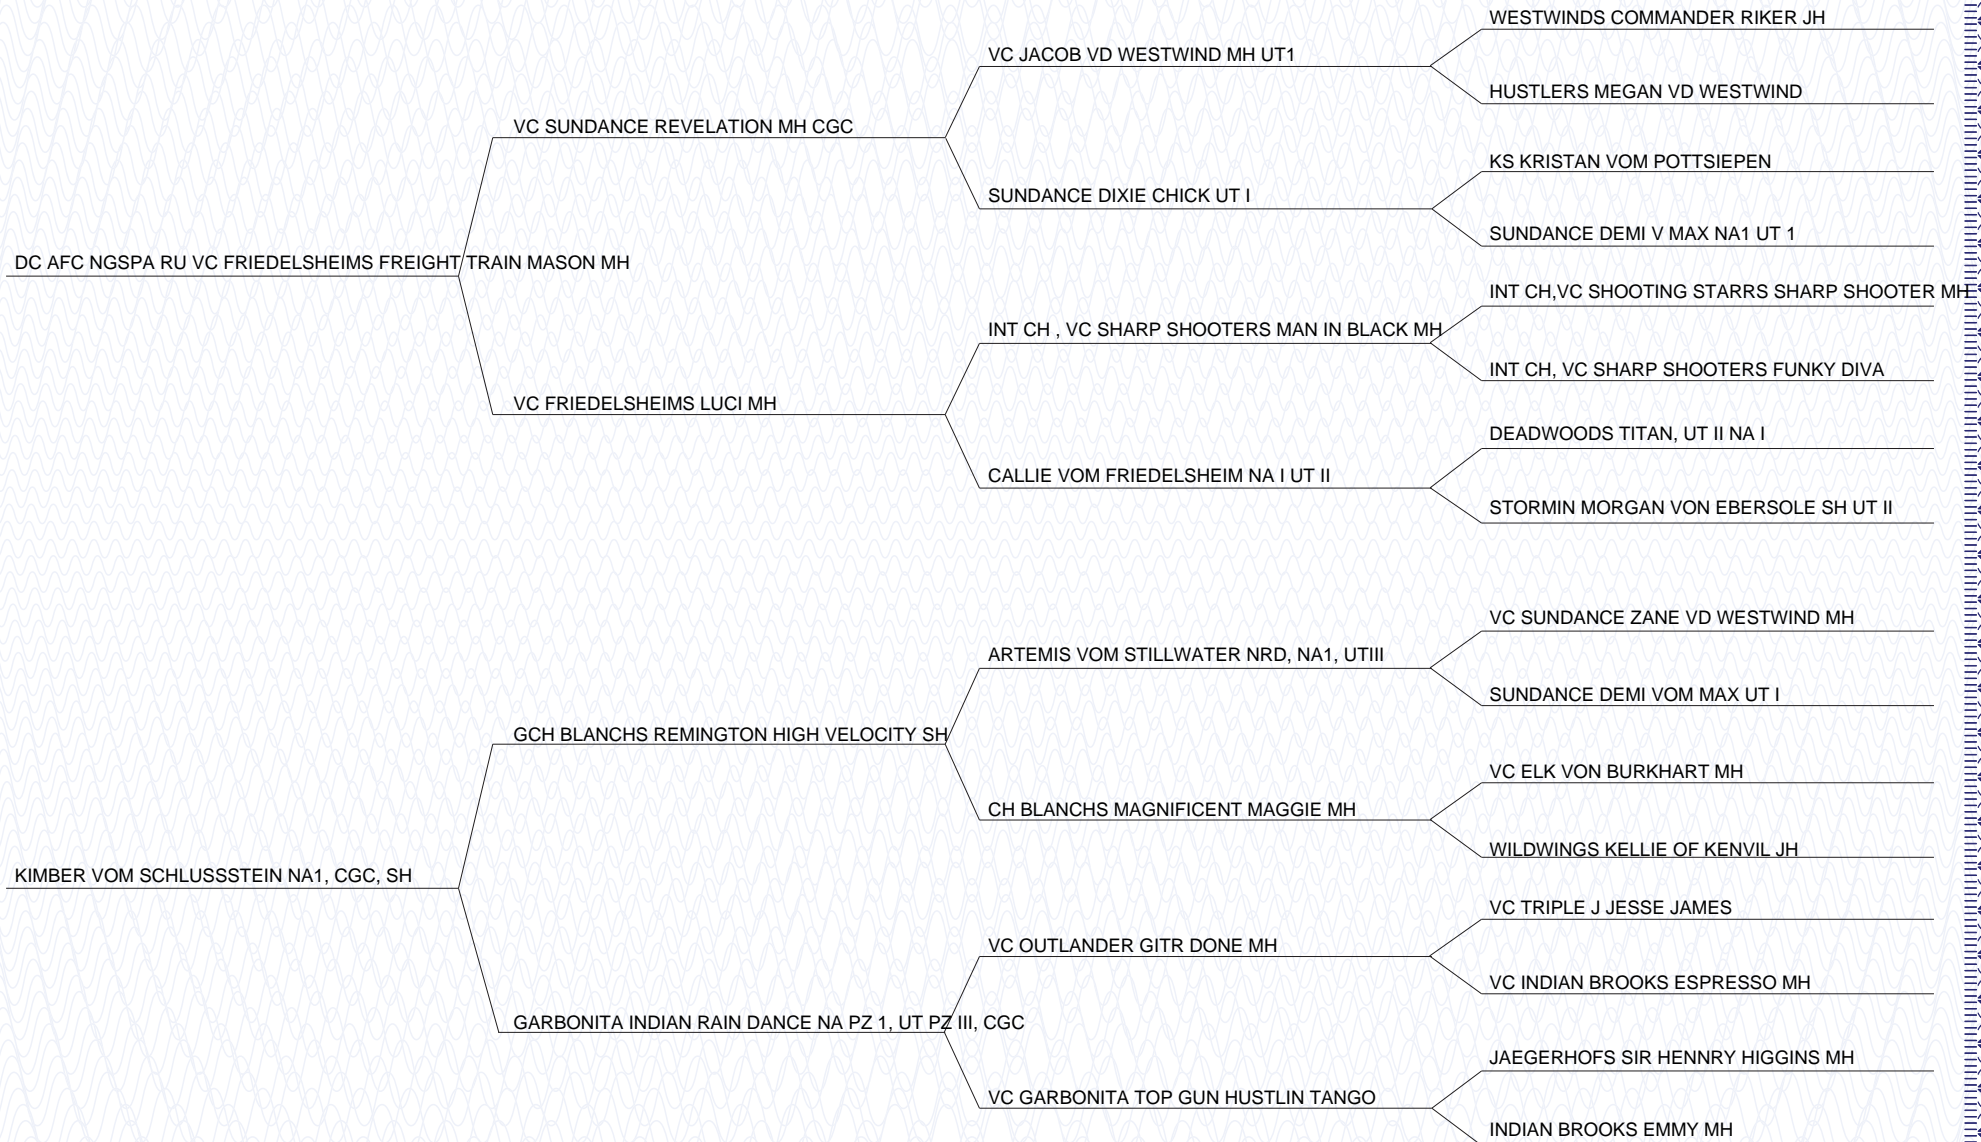 WESTWINDS COMMANDER RIKER JH
VC JACOB VD WESTWIND MH UT1
HUSTLERS MEGAN VD WESTWIND
VC SUNDANCE REVELATION MH CGC
KS KRISTAN VOM POTTSIEPEN
SUNDANCE DIXIE CHICK UT I
SUNDANCE DEMI V MAX NA1 UT 1
DC AFC NGSPA RU VC FRIEDELSHEIMS FREIGHT TRAIN MASON MH
INT CH,VC SHOOTING STARRS SHARP SHOOTER MH
INT CH , VC SHARP SHOOTERS MAN IN BLACK MH
INT CH, VC SHARP SHOOTERS FUNKY DIVA
VC FRIEDELSHEIMS LUCI MH
DEADWOODS TITAN, UT II NA I
CALLIE VOM FRIEDELSHEIM NA I UT II
STORMIN MORGAN VON EBERSOLE SH UT II
VC SUNDANCE ZANE VD WESTWIND MH
ARTEMIS VOM STILLWATER NRD, NA1, UTIII
SUNDANCE DEMI VOM MAX UT I
GCH BLANCHS REMINGTON HIGH VELOCITY SH
VC ELK VON BURKHART MH
CH BLANCHS MAGNIFICENT MAGGIE MH
WILDWINGS KELLIE OF KENVIL JH
KIMBER VOM SCHLUSSSTEIN NA1, CGC, SH
VC TRIPLE J JESSE JAMES
VC OUTLANDER GITR DONE MH
VC INDIAN BROOKS ESPRESSO MH
GARBONITA INDIAN RAIN DANCE NA PZ 1, UT PZ III, CGC
JAEGERHOFS SIR HENNRY HIGGINS MH
VC GARBONITA TOP GUN HUSTLIN TANGO
INDIAN BROOKS EMMY MH